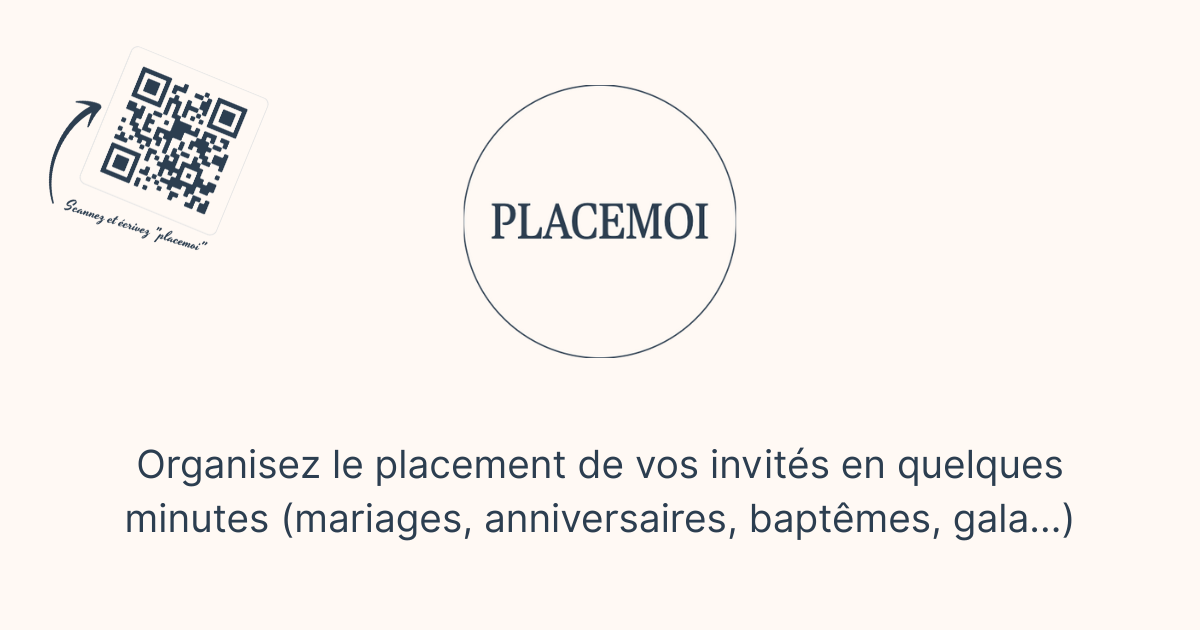 Scannez et écrivez "placemoi"
PLACEMOI
Organisez le placement de vos invités en quelques
minutes (mariages, anniversaires, baptêmes, gala...)